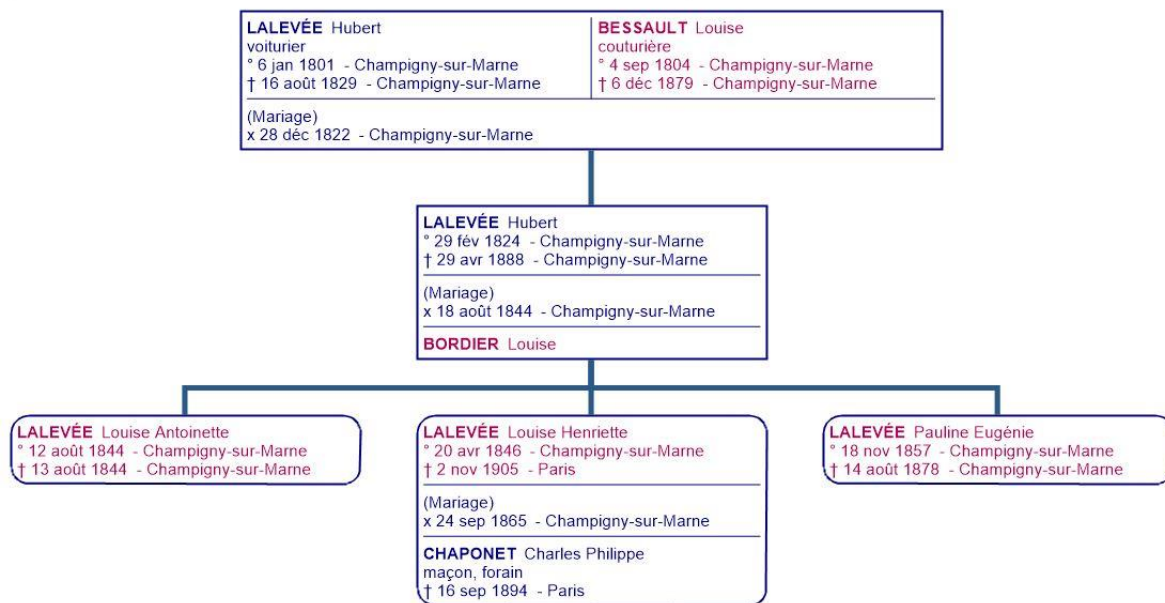 LALEVÉE Hubert
voiturier
° 6 jan 1801 - Champigny-sur-Marne
† 16 août 1829 - Champigny-sur-Marne
BESSAULT Louise
couturière
° 4 sep 1804 - Champigny-sur-Marne
† 6 déc 1879 - Champigny-sur-Marne
(Mariage)
x 28 déc 1822 - Champigny-sur-Marne
LALEVÉE Hubert
° 29 fév 1824 - Champigny-sur-Marne
† 29 avr 1888 - Champigny-sur-Marne
(Mariage)
x 18 août 1844 - Champigny-sur-Marne
BORDIER Louise
LALEVÉE Louise Antoinette
° 12 août 1844 - Champigny-sur-Marne
† 13 août 1844 - Champigny-sur-Marne
LALEVÉE Louise Henriette
° 20 avr 1846 - Champigny-sur-Marne
† 2 nov 1905 - Paris
(Mariage)
x 24 sep 1865 - Champigny-sur-Marne
CHAPONET Charles Philippe
maçon, forain
† 16 sep 1894 - Paris
LALEVÉE Pauline Eugénie
° 18 nov 1857 - Champigny-sur-Marne
† 14 août 1878 - Champigny-sur-Marne